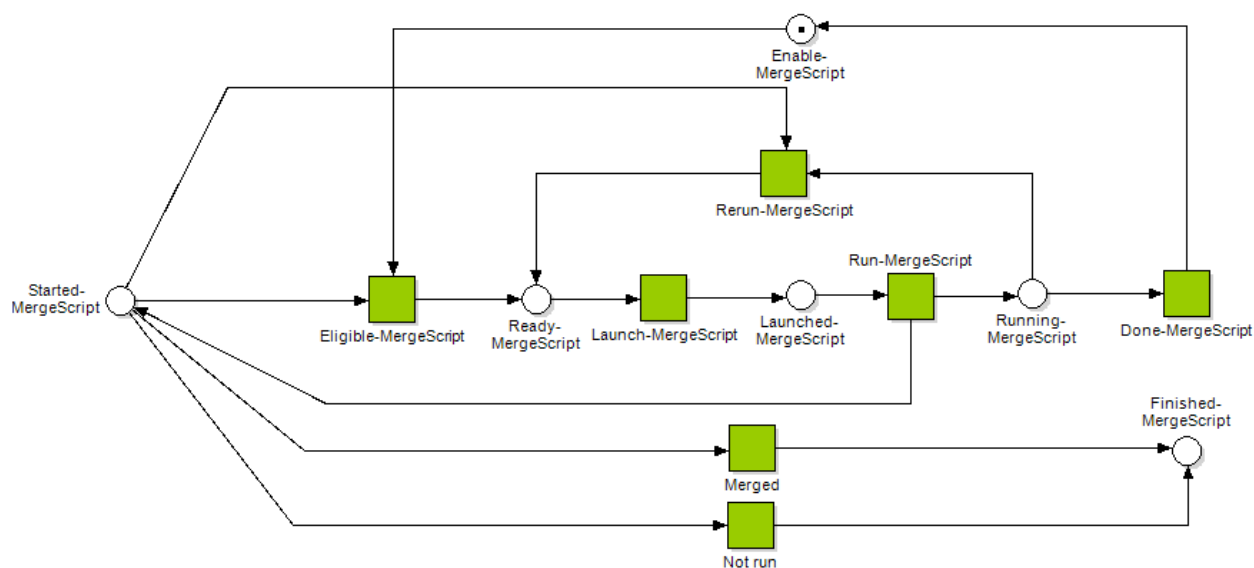 Enable-
MergeScript
Rerun-MergeScript
Started-
MergeScript
Eligible-MergeScript
Ready-
MergeScript
Launch-MergeScript
Launched-
MergeScript
Run-MergeScript
Running-
MergeScript
Done-MergeScript
Finished-
MergeScript
Merged
Not run